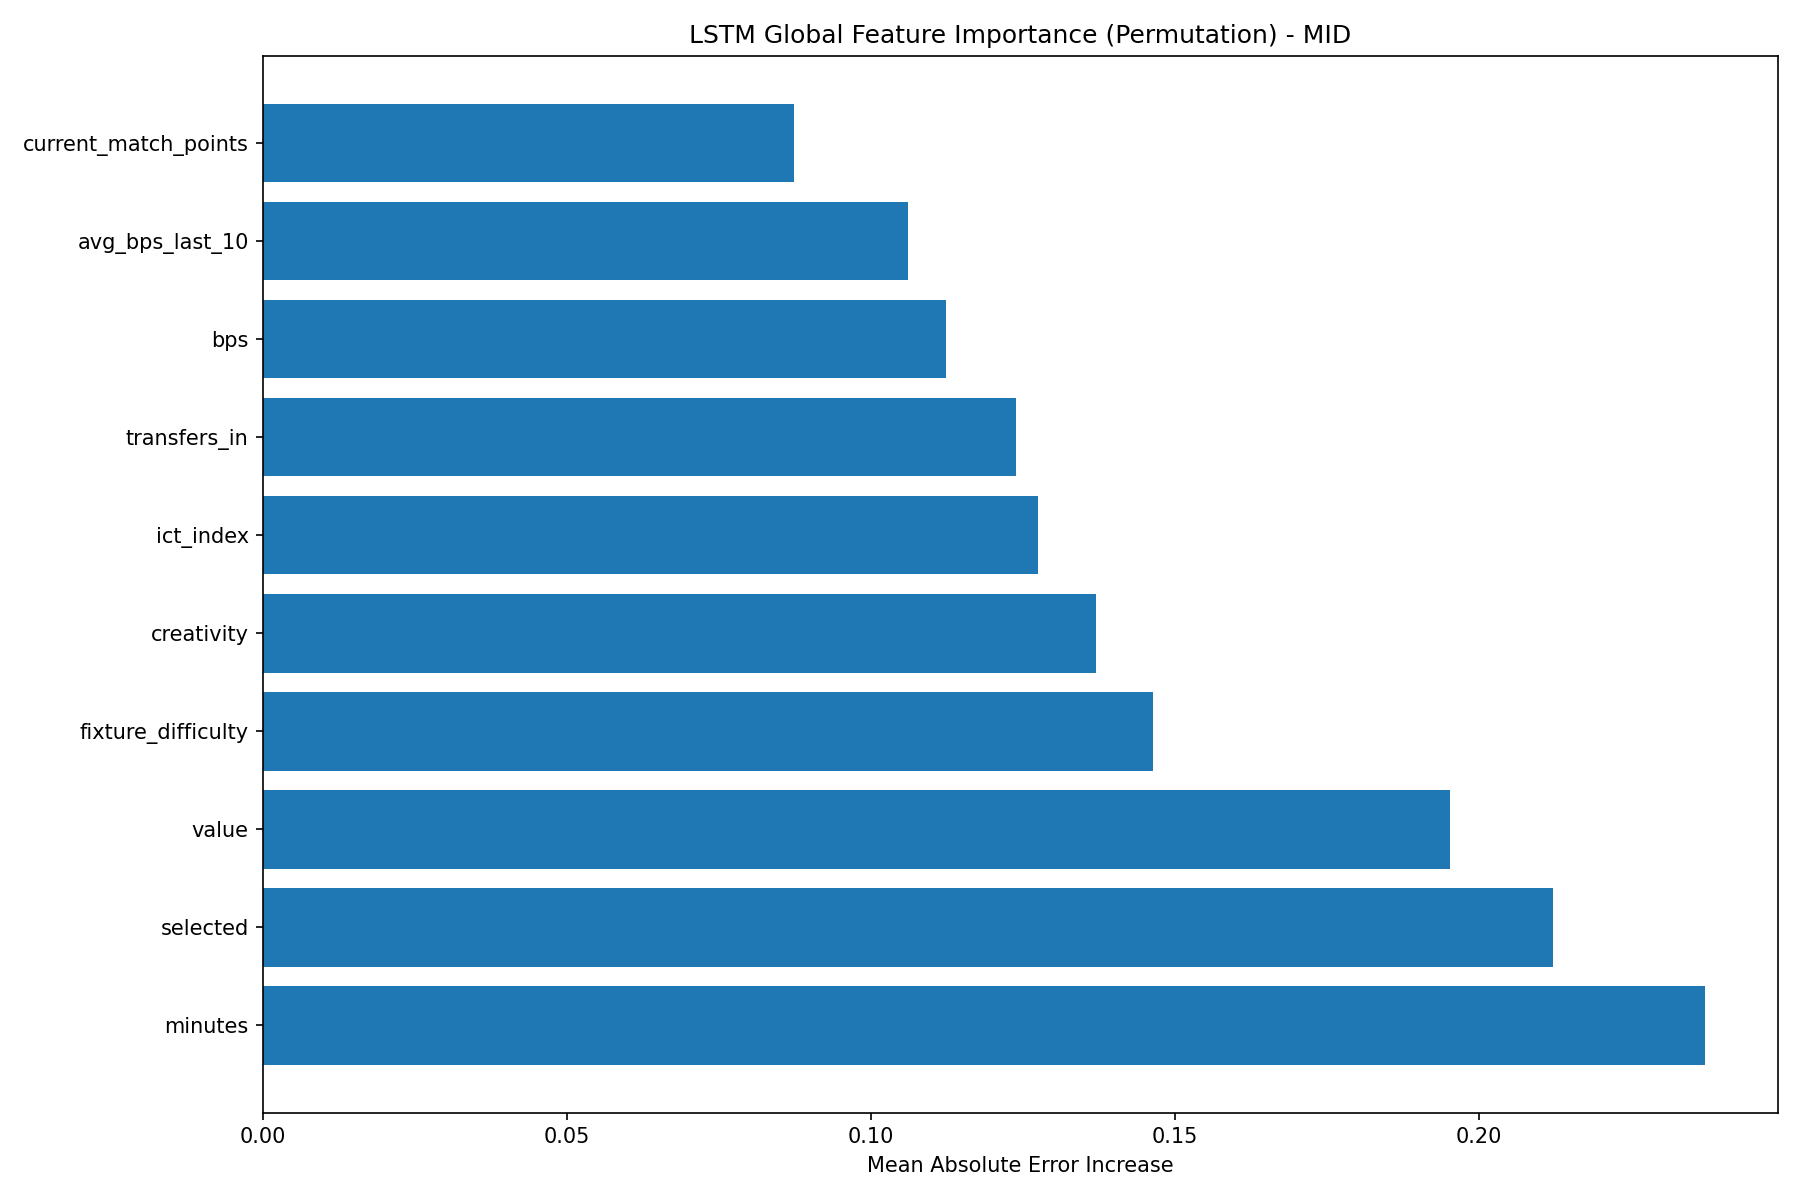 LSTM Global Feature Importance (Permutation) - MID
current_match_points
avg_bps_last_10
bps
transfers_in
ict_index
creativity
fixture_difficulty
value
selected
minutes
0.00 0.05 0.10 0.15 0.20
Mean Absolute Error Increase